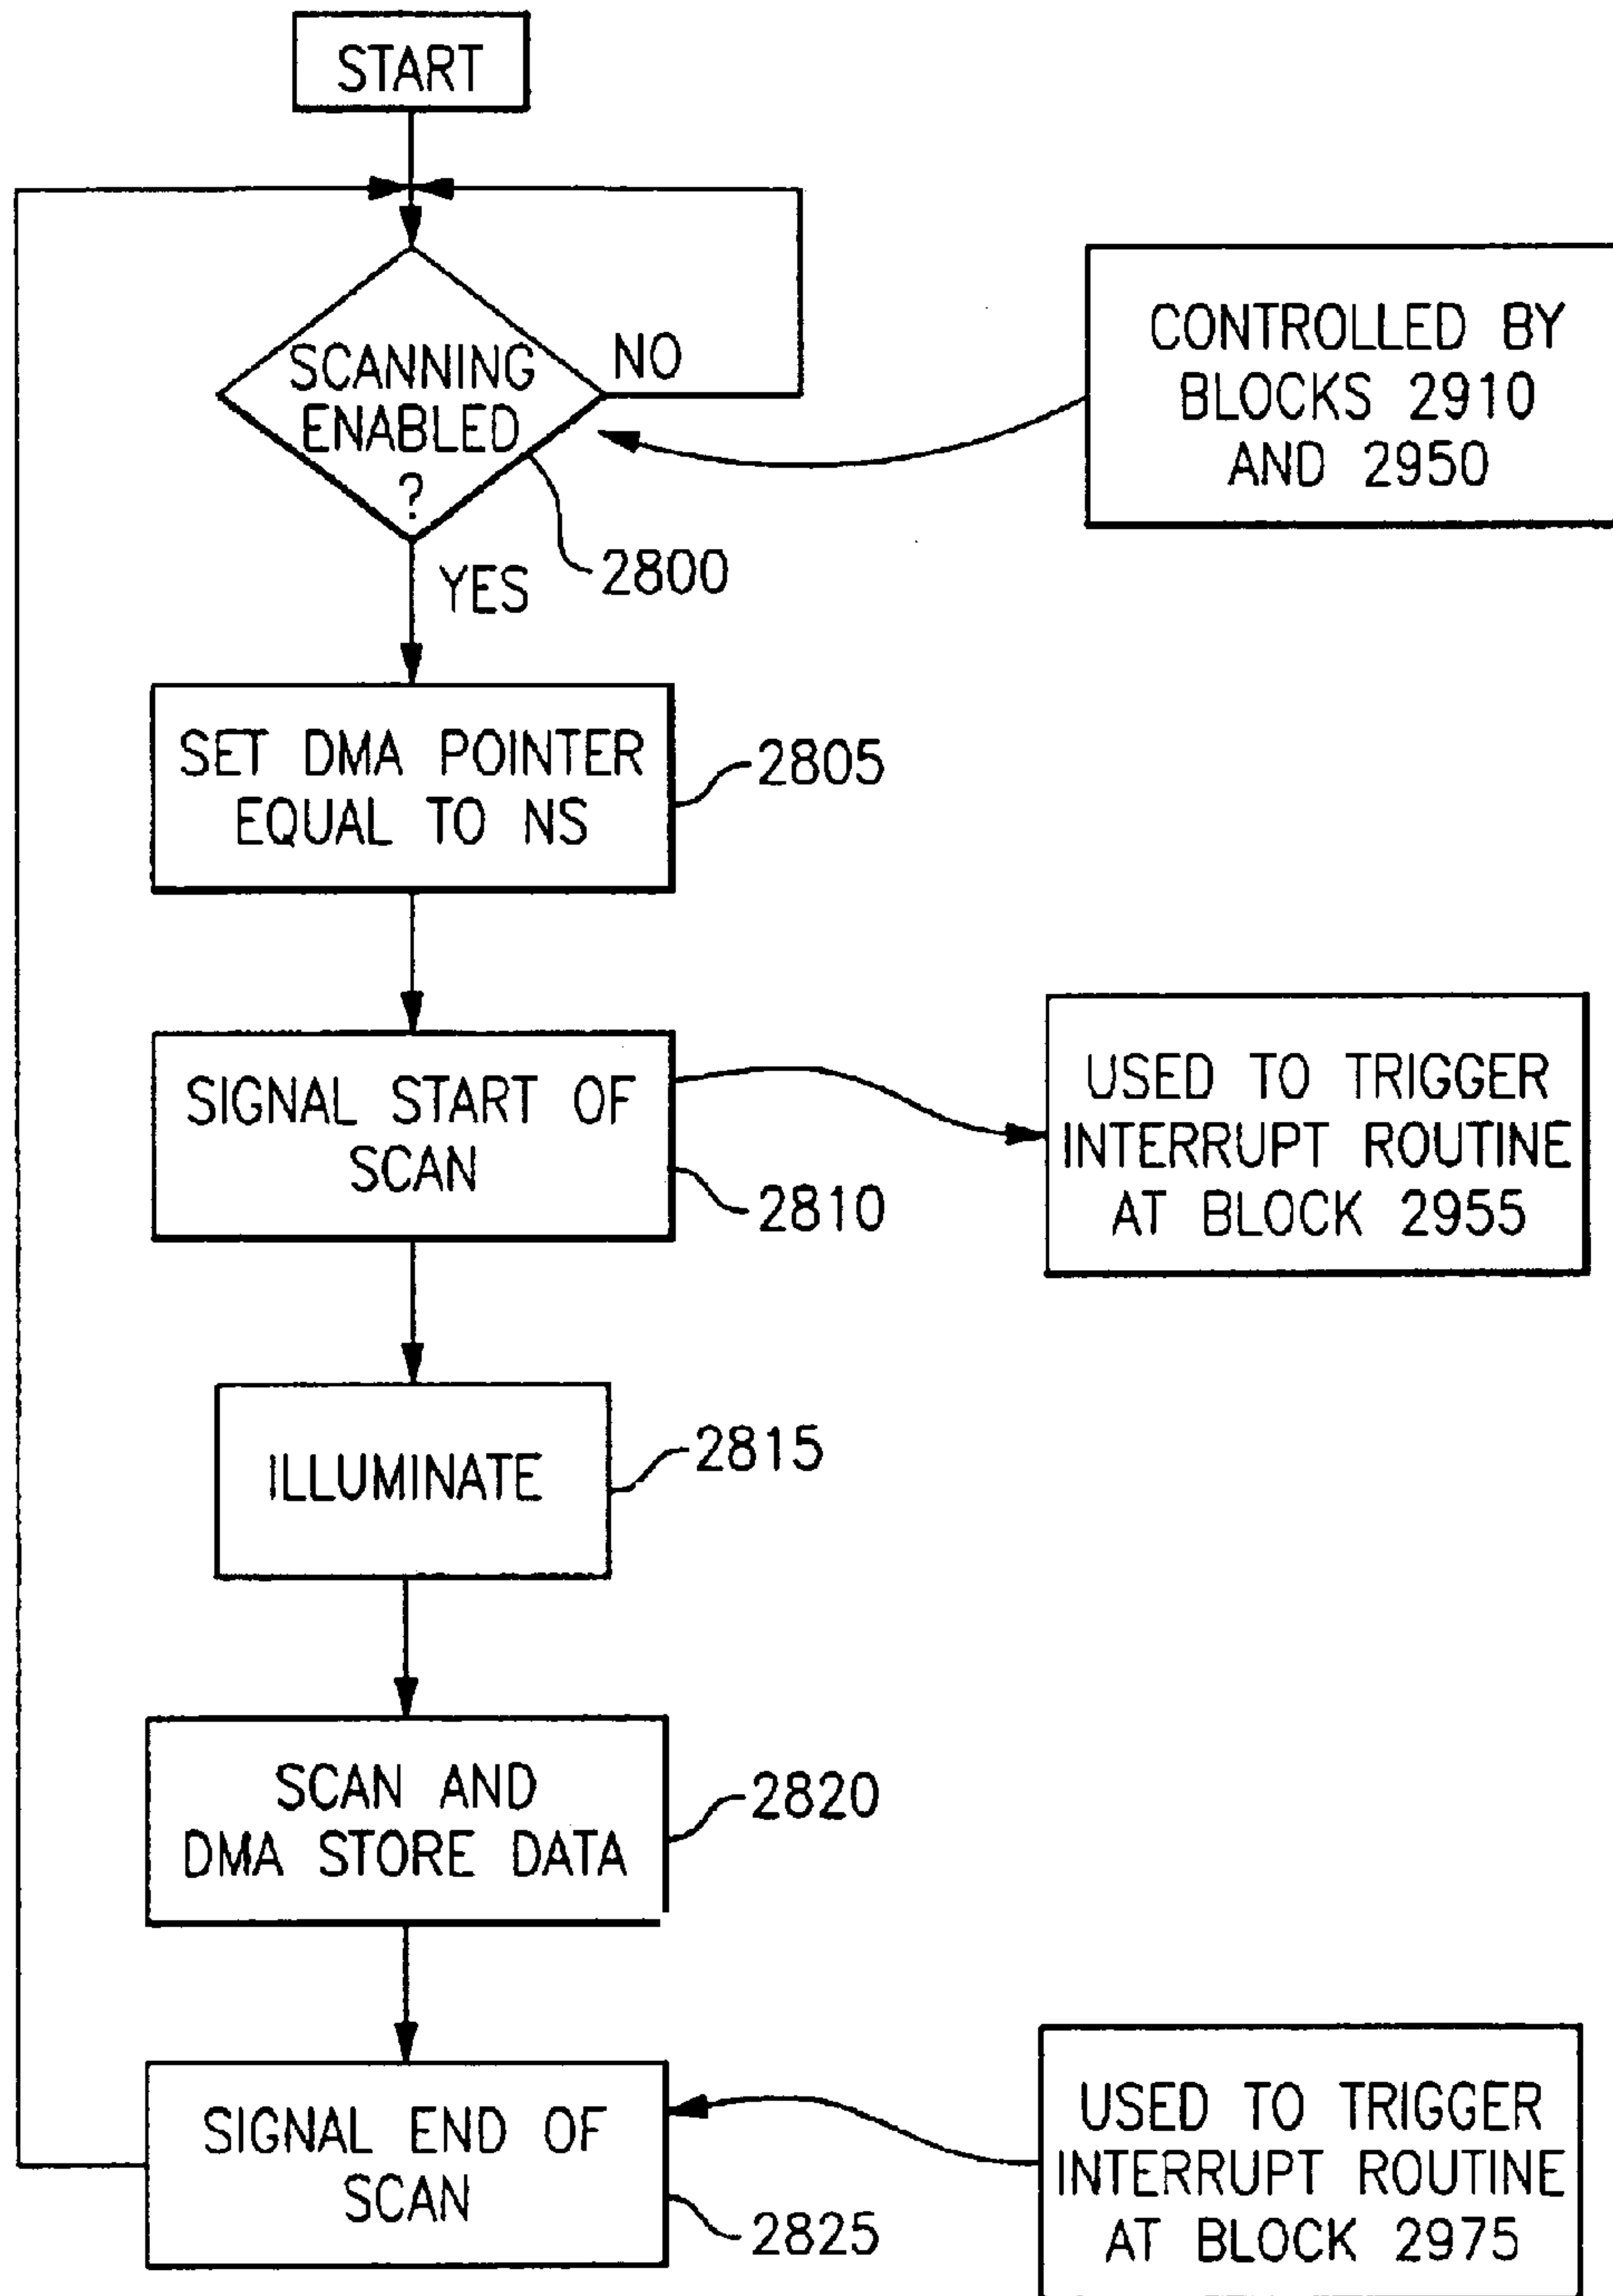 START
SCANNING
ENABLED
?
NO
YES
2800
CONTROLLED BY
BLOCKS 2910
AND 2950
SET DMA POINTER
EQUAL TO NS
2805
SIGNAL START OF
SCAN
2810
USED TO TRIGGER
INTERRUPT ROUTINE
AT BLOCK 2955
ILLUMINATE
2815
SCAN AND
DMA STORE DATA
2820
SIGNAL END OF
SCAN
2825
USED TO TRIGGER
INTERRUPT ROUTINE
AT BLOCK 2975